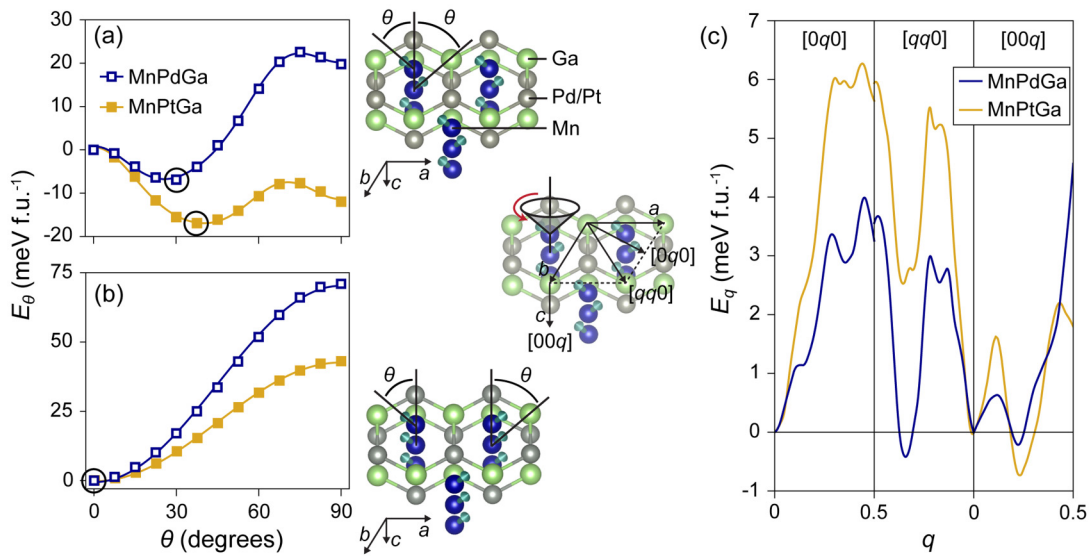 (a)
MnPdGa
MnPtGa
30
20
10
0
-10
-20
E_θ (meV f.u.⁻¹)
(b)
75
50
25
0
0 30 60 90
θ (degrees)
θ θ
Ga
Pd/Pt
Mn
b c a
a
b
[0q0]
[qq0]
c
[00q]
θ θ
b c a
(c)
[0q0] [qq0] [00q]
MnPdGa
MnPtGa
7
6
5
4
3
2
1
0
-1
E_q (meV f.u.⁻¹)
0 0.5 0 0.5
q